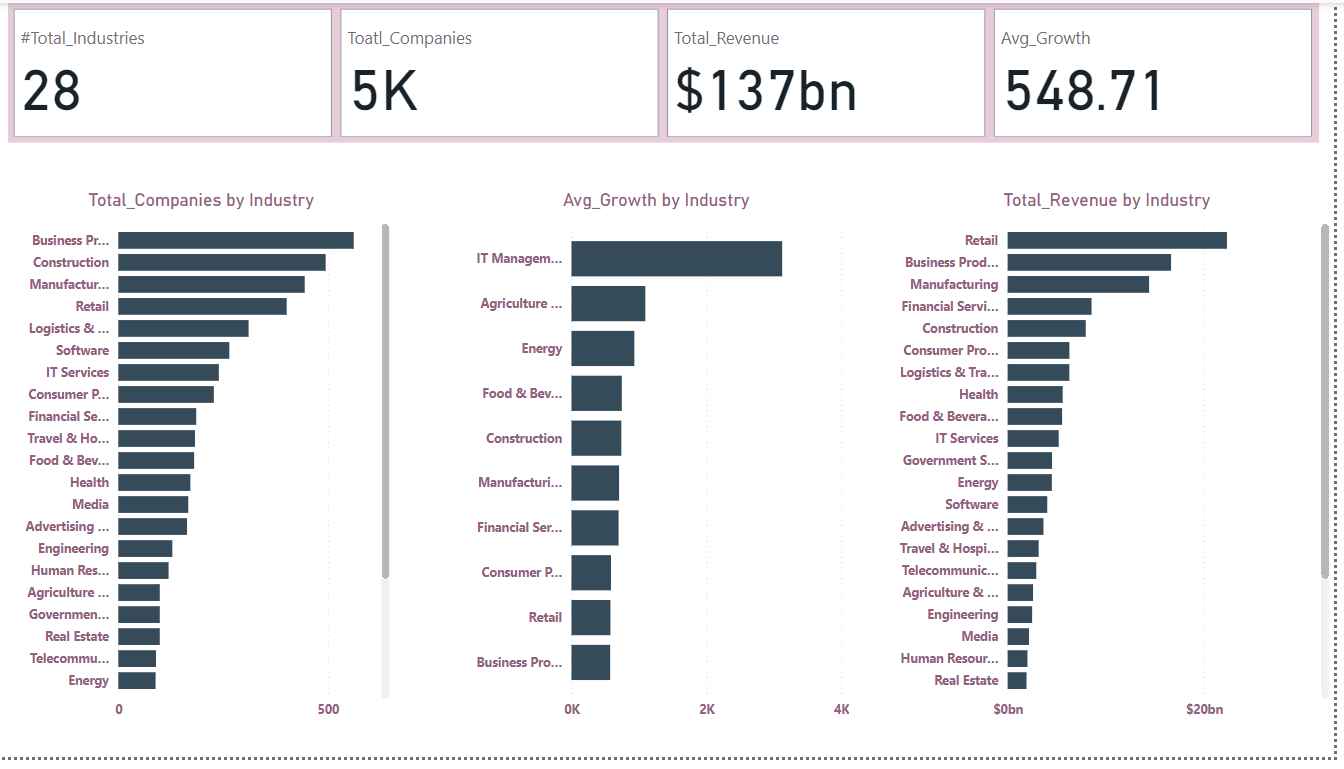 #Total_Industries
28
Toatl_Companies
5K
Total_Revenue
$137bn
Avg_Growth
548.71
Total_Companies by Industry
Business Pr...
Construction
Manufactur...
Retail
Logistics & ...
Software
IT Services
Consumer P...
Financial Se...
Travel & Ho...
Food & Bev...
Health
Media
Advertising ...
Engineering
Human Res...
Agriculture ...
Governmen...
Real Estate
Telecommu...
Energy
0 500
Avg_Growth by Industry
IT Managem...
Agriculture ...
Energy
Food & Bev...
Construction
Manufacturi...
Financial Ser...
Consumer P...
Retail
Business Pro...
0K 2K 4K
Total_Revenue by Industry
Retail
Business Prod...
Manufacturing
Financial Servi...
Construction
Consumer Pro...
Logistics & Tra...
Health
Food & Bevera...
IT Services
Government S...
Energy
Software
Advertising & ...
Travel & Hospi...
Telecommunic...
Agriculture & ...
Engineering
Media
Human Resour...
Real Estate
$0bn $20bn